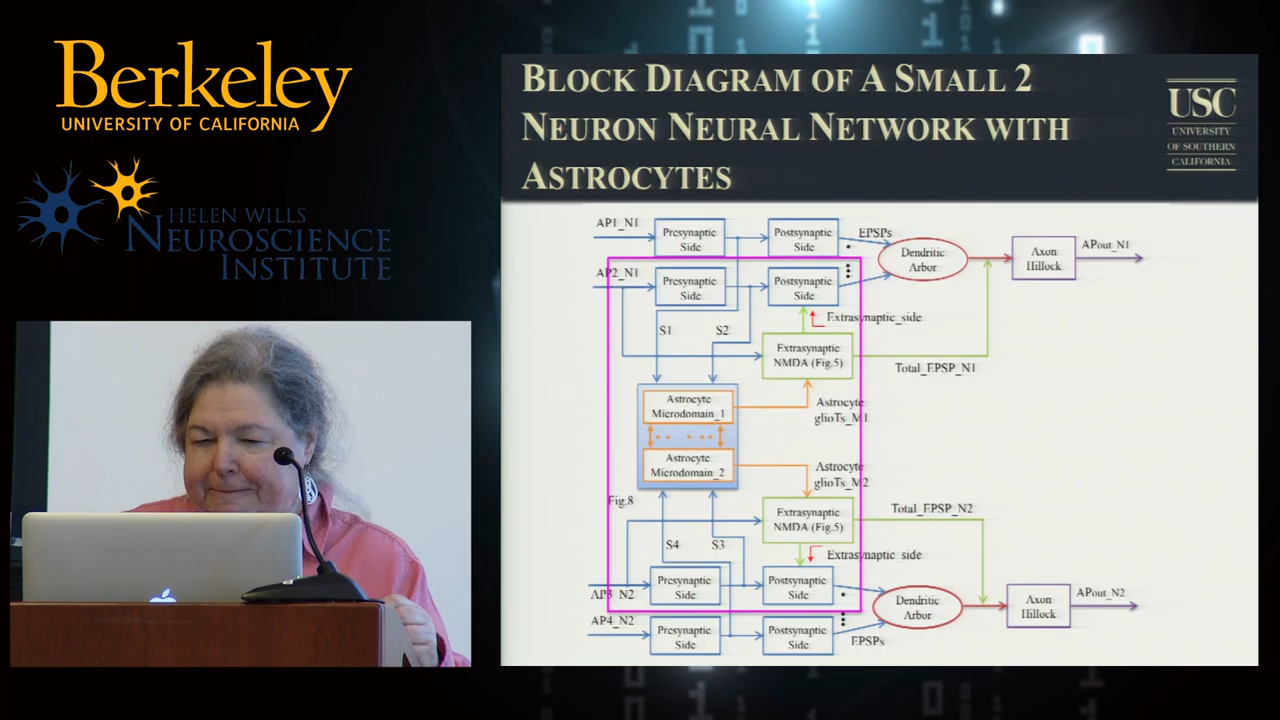 Berkeley
UNIVERSITY OF CALIFORNIA
HELEN WILLS
NEUROSCIENCE
INSTITUTE
BLOCK DIAGRAM OF A SMALL 2
NEURON NEURAL NETWORK WITH
ASTROCYTES
USC
UNIVERSITY
OF SOUTHERN
CALIFORNIA
AP1_N1
Presynaptic
Side
Postsynaptic
Side
EPSPs
Dendritic
Arbor
Axon
Hillock
APout_N1
AP2_N1
Presynaptic
Side
Postsynaptic
Side
S1
S2
Extrasynaptic_side
Extrasynaptic
NMDA (Fig.5)
Total_EPSP_N1
Astrocyte
Microdomain_1
Astrocyte
glioTs_M1
Astrocyte
Microdomain_2
Astrocyte
glioTs_M2
Fig.8
Extrasynaptic
NMDA (Fig.5)
Total_EPSP_N2
S4
S3
Extrasynaptic_side
AP3_N2
Presynaptic
Side
Postsynaptic
Side
Dendritic
Arbor
Axon
Hillock
APout_N2
AP4_N2
Presynaptic
Side
Postsynaptic
Side
EPSPs